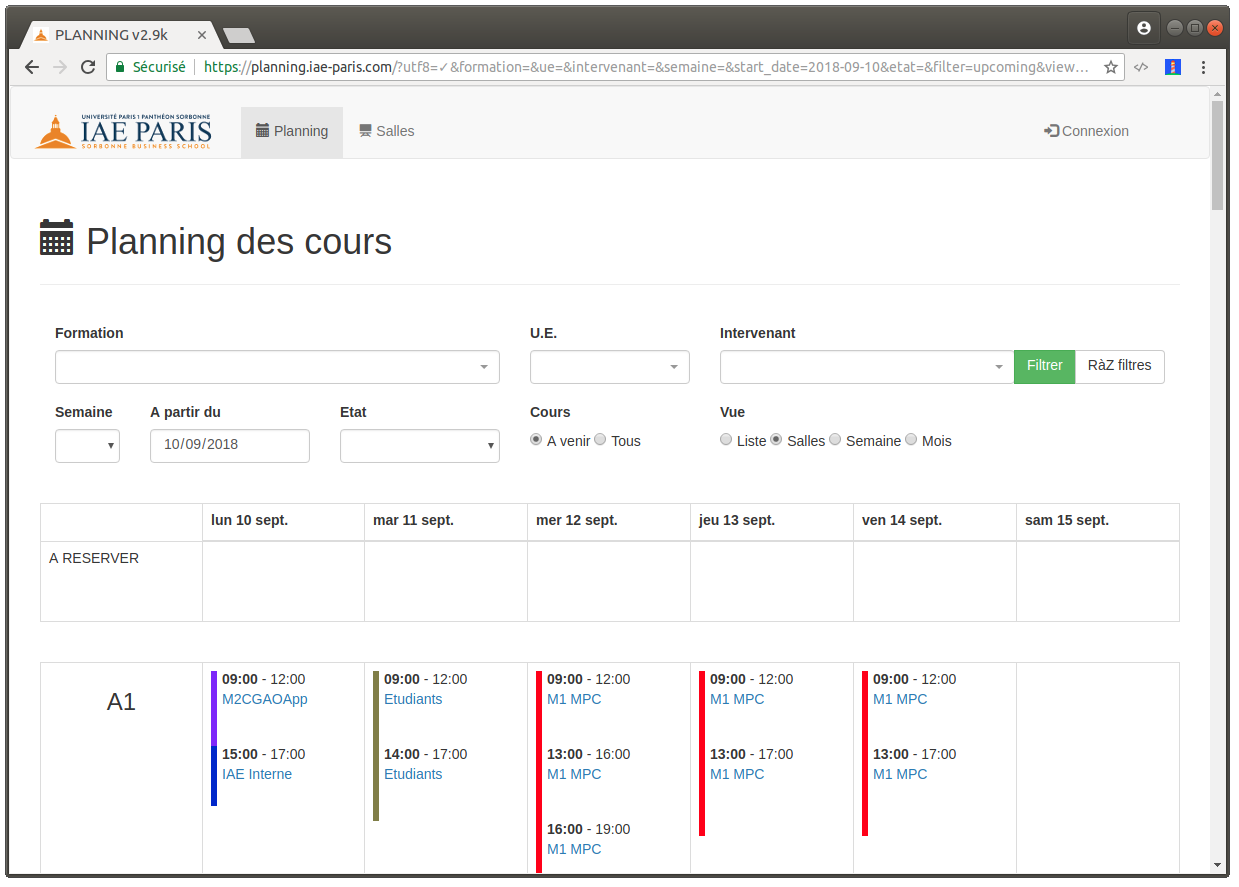 PLANNING v2.9k
Sécurisé https://planning.iae-paris.com/?utf8=✓&formation=&ue=&intervenant=&semaine=&start_date=2018-09-10&etat=&filter=upcoming&view…
UNIVERSITÉ PARIS 1 PANTHÉON SORBONNE
IAE PARIS
SORBONNE BUSINESS SCHOOL
Planning Salles Connexion
Planning des cours
Formation U.E. Intervenant
Filtrer RàZ filtres
Semaine A partir du Etat Cours Vue
10/09/2018 A venir Tous Liste Salles Semaine Mois
lun 10 sept. mar 11 sept. mer 12 sept. jeu 13 sept. ven 14 sept. sam 15 sept.
A RESERVER
A1
09:00 - 12:00 09:00 - 12:00 09:00 - 12:00 09:00 - 12:00 09:00 - 12:00
M2CGAOApp Etudiants M1 MPC M1 MPC M1 MPC
15:00 - 17:00 14:00 - 17:00 13:00 - 16:00 13:00 - 17:00 13:00 - 17:00
IAE Interne Etudiants M1 MPC M1 MPC M1 MPC
16:00 - 19:00
M1 MPC